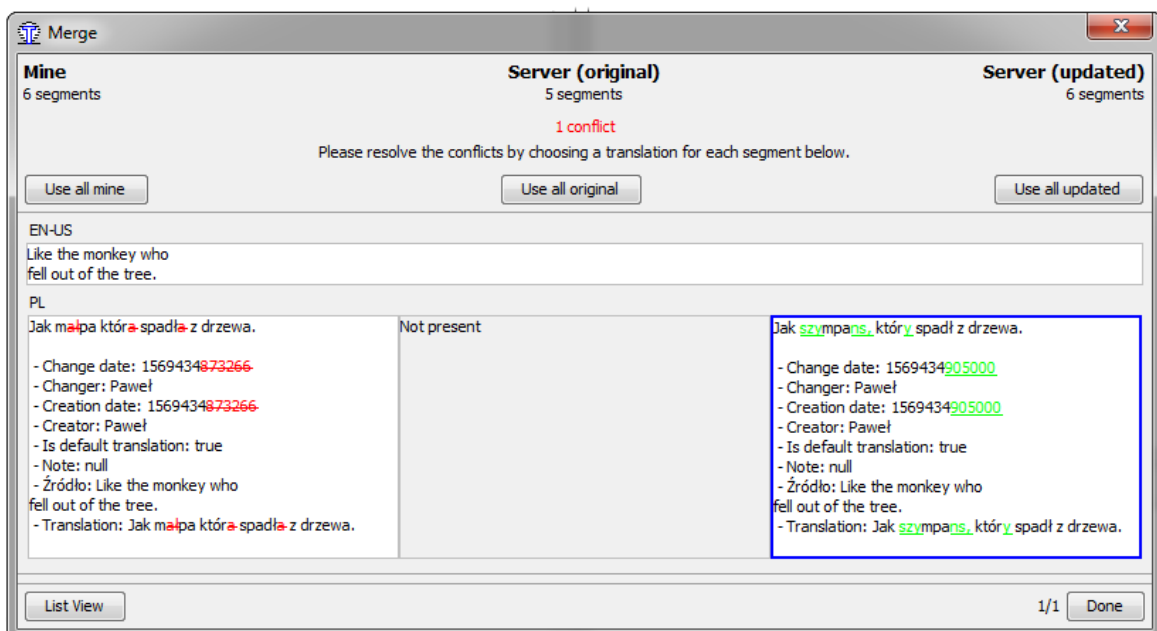 Merge
Mine
Server (original)
Server (updated)
6 segments
5 segments
6 segments
1 conflict
Please resolve the conflicts by choosing a translation for each segment below.
Use all mine
Use all original
Use all updated
EN-US
Like the monkey who
fell out of the tree.
PL
Jak małpa która spadła z drzewa.
- Change date: 1569434873266
- Changer: Paweł
- Creation date: 1569434873266
- Creator: Paweł
- Is default translation: true
- Note: null
- Źródło: Like the monkey who
fell out of the tree.
- Translation: Jak małpa która spadła z drzewa.
Not present
Jak szympans, który spadł z drzewa.
- Change date: 1569434905000
- Changer: Paweł
- Creation date: 1569434905000
- Creator: Paweł
- Is default translation: true
- Note: null
- Źródło: Like the monkey who
fell out of the tree.
- Translation: Jak szympans, który spadł z drzewa.
List View
1/1
Done